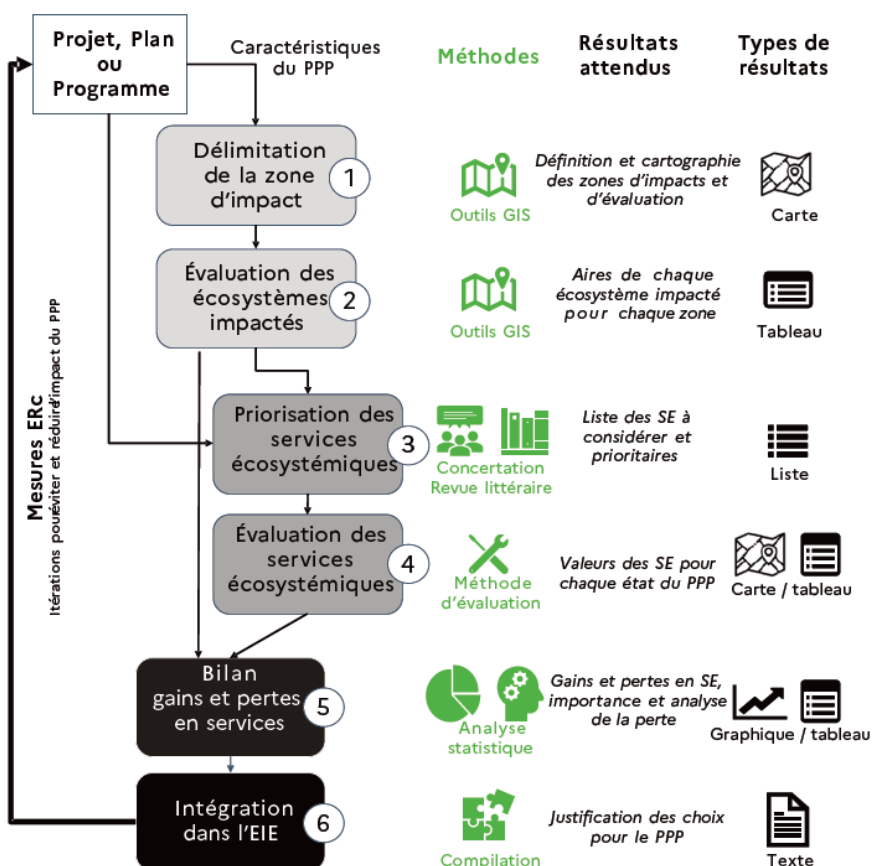 Projet, Plan
ou
Programme
Caractéristiques
du PPP
Méthodes
Résultats
attendus
Types de
résultats
Délimitation
de la zone
d'impact
1
Outils GIS
Définition et cartographie
des zones d'impacts et
d'évaluation
Carte
Évaluation des
écosystèmes
impactés
2
Outils GIS
Aires de chaque
écosystème impacté
pour chaque zone
Tableau
Mesures ERc
Itérations pouréviter et réduire l'impact du PPP
Priorisation des
services
écosystémiques
3
Concertation
Revue littéraire
Liste des SE à
considérer et
prioritaires
Liste
Évaluation des
services
écosystémiques
4
Méthode
d'évaluation
Valeurs des SE pour
chaque état du PPP
Carte / tableau
Bilan
gains et pertes
en services
5
Analyse
statistique
Gains et pertes en SE,
importance et analyse
de la perte
Graphique / tableau
Intégration
dans l'EIE
6
Compilation
Justification des choix
pour le PPP
Texte